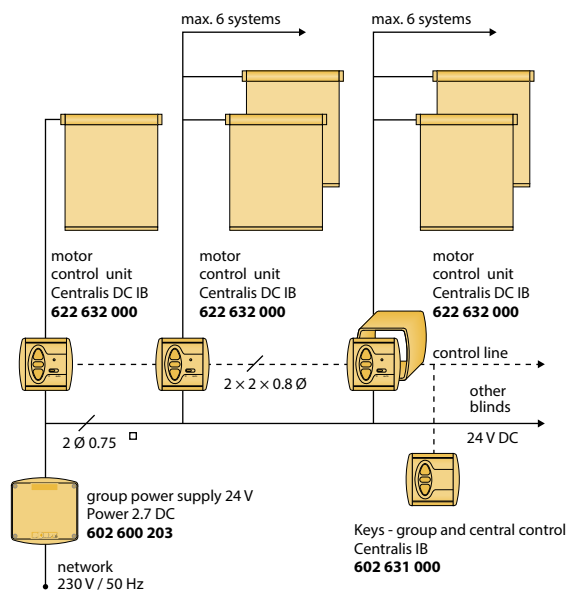 max. 6 systems
max. 6 systems
motor
control unit
Centralis DC IB
622 632 000
motor
control unit
Centralis DC IB
622 632 000
motor
control unit
Centralis DC IB
622 632 000
control line
2 × 2 × 0.8 Ø
other
blinds
2 Ø 0.75 □
24 V DC
group power supply 24 V
Power 2.7 DC
602 600 203
Keys - group and central control
Centralis IB
602 631 000
network
230 V / 50 Hz